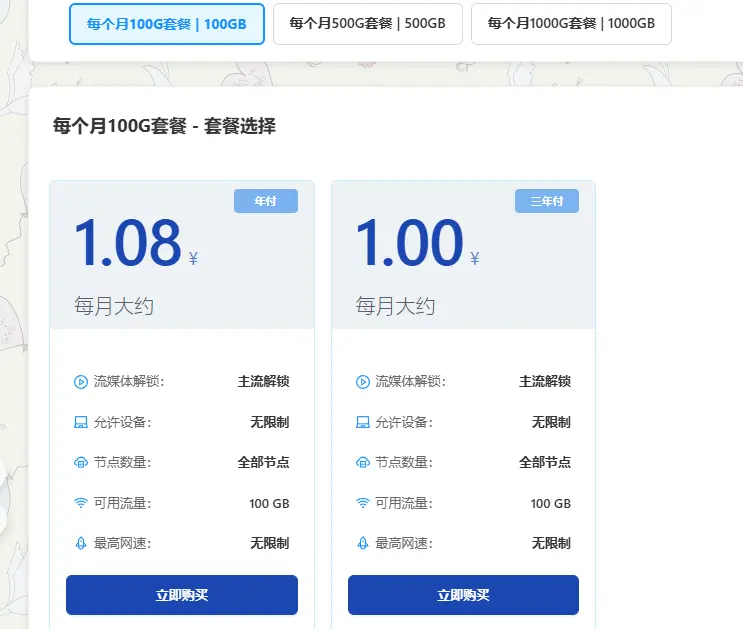 每个月100G套餐 | 100GB
每个月500G套餐 | 500GB
每个月1000G套餐 | 1000GB
每个月100G套餐 - 套餐选择
年付
1.08 ¥
每月大约
流媒体解锁: 主流解锁
允许设备: 无限制
节点数量: 全部节点
可用流量: 100 GB
最高网速: 无限制
立即购买
三年付
1.00 ¥
每月大约
流媒体解锁: 主流解锁
允许设备: 无限制
节点数量: 全部节点
可用流量: 100 GB
最高网速: 无限制
立即购买